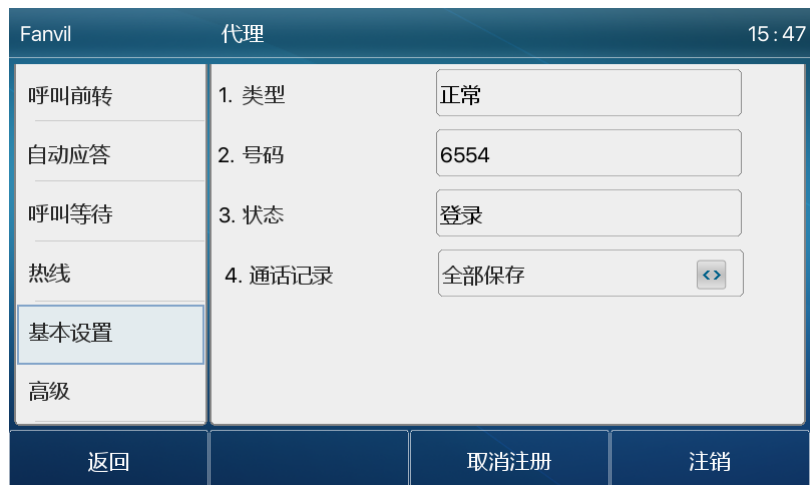 Fanvil 代理 15:47
呼叫前转
自动应答
呼叫等待
热线
基本设置
高级
1. 类型 正常
2. 号码 6554
3. 状态 登录
4. 通话记录 全部保存 <>
返回 取消注册 注销